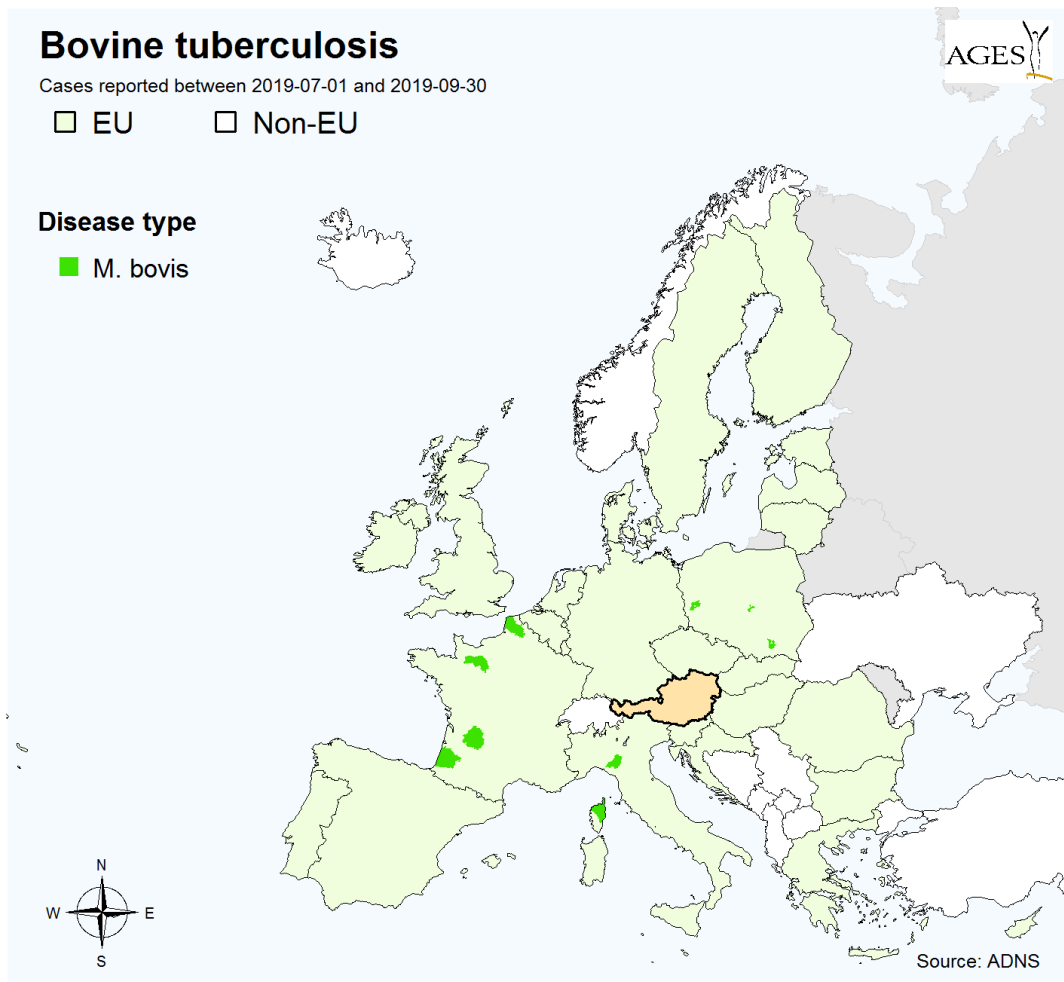 Bovine tuberculosis
Cases reported between 2019-07-01 and 2019-09-30
EU Non-EU
AGES
Disease type
M. bovis
N
W E
S
Source: ADNS